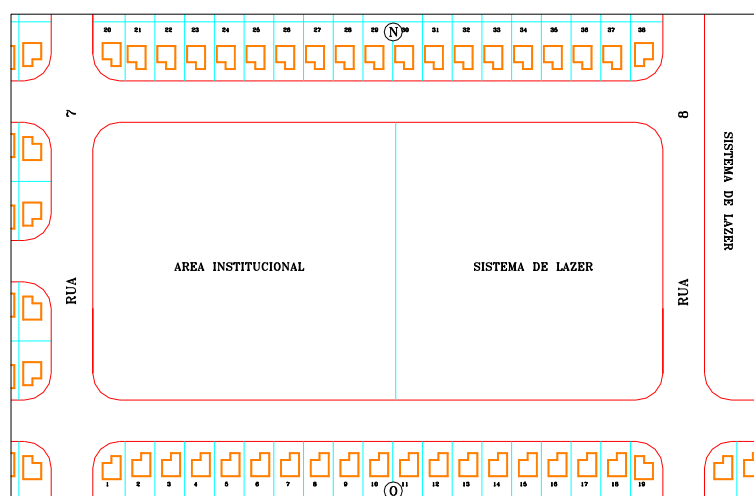 20 21 22 23 24 25 26 27 28 29 N 30 31 32 33 34 35 36 37 38
7
8
SISTEMA DE LAZER
AREA INSTITUCIONAL
SISTEMA DE LAZER
RUA
RUA
1 2 3 4 5 6 7 8 9 10 11 12 13 14 15 16 17 18 19
O